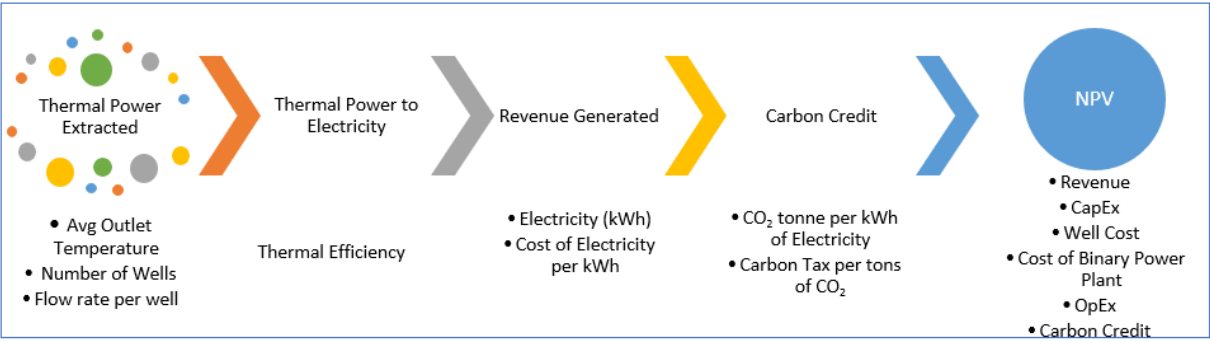 Thermal Power
Extracted
• Avg Outlet
Temperature
• Number of Wells
• Flow rate per well
Thermal Power to
Electricity
Thermal Efficiency
Revenue Generated
• Electricity (kWh)
• Cost of Electricity
per kWh
Carbon Credit
• CO₂ tonne per kWh
of Electricity
• Carbon Tax per tons
of CO₂
NPV
• Revenue
• CapEx
• Well Cost
• Cost of Binary Power
Plant
• OpEx
• Carbon Credit